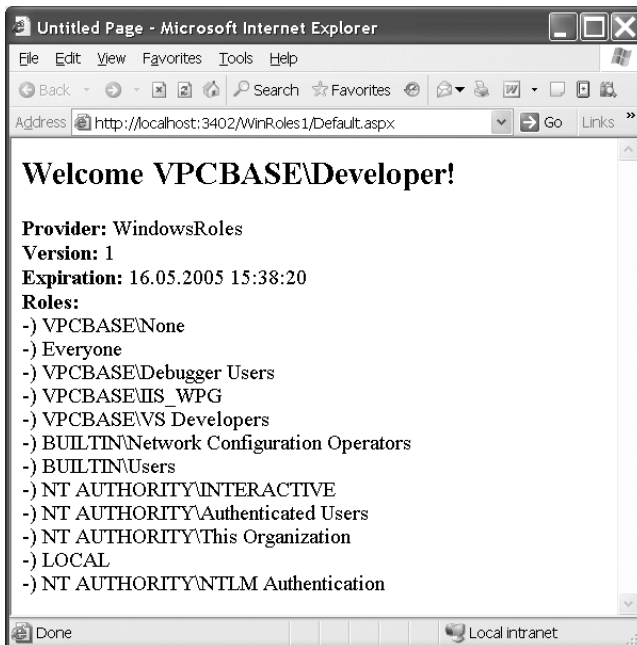 Untitled Page - Microsoft Internet Explorer
File Edit View Favorites Tools Help
Back Search Favorites
Address http://localhost:3402/WinRoles1/Default.aspx Go Links »
Welcome VPCBASE\Developer!
Provider: WindowsRoles
Version: 1
Expiration: 16.05.2005 15:38:20
Roles:
-) VPCBASE\None
-) Everyone
-) VPCBASE\Debugger Users
-) VPCBASE\IIS_WPG
-) VPCBASE\VS Developers
-) BUILTIN\Network Configuration Operators
-) BUILTIN\Users
-) NT AUTHORITY\INTERACTIVE
-) NT AUTHORITY\Authenticated Users
-) NT AUTHORITY\This Organization
-) LOCAL
-) NT AUTHORITY\NTLM Authentication
Done Local intranet